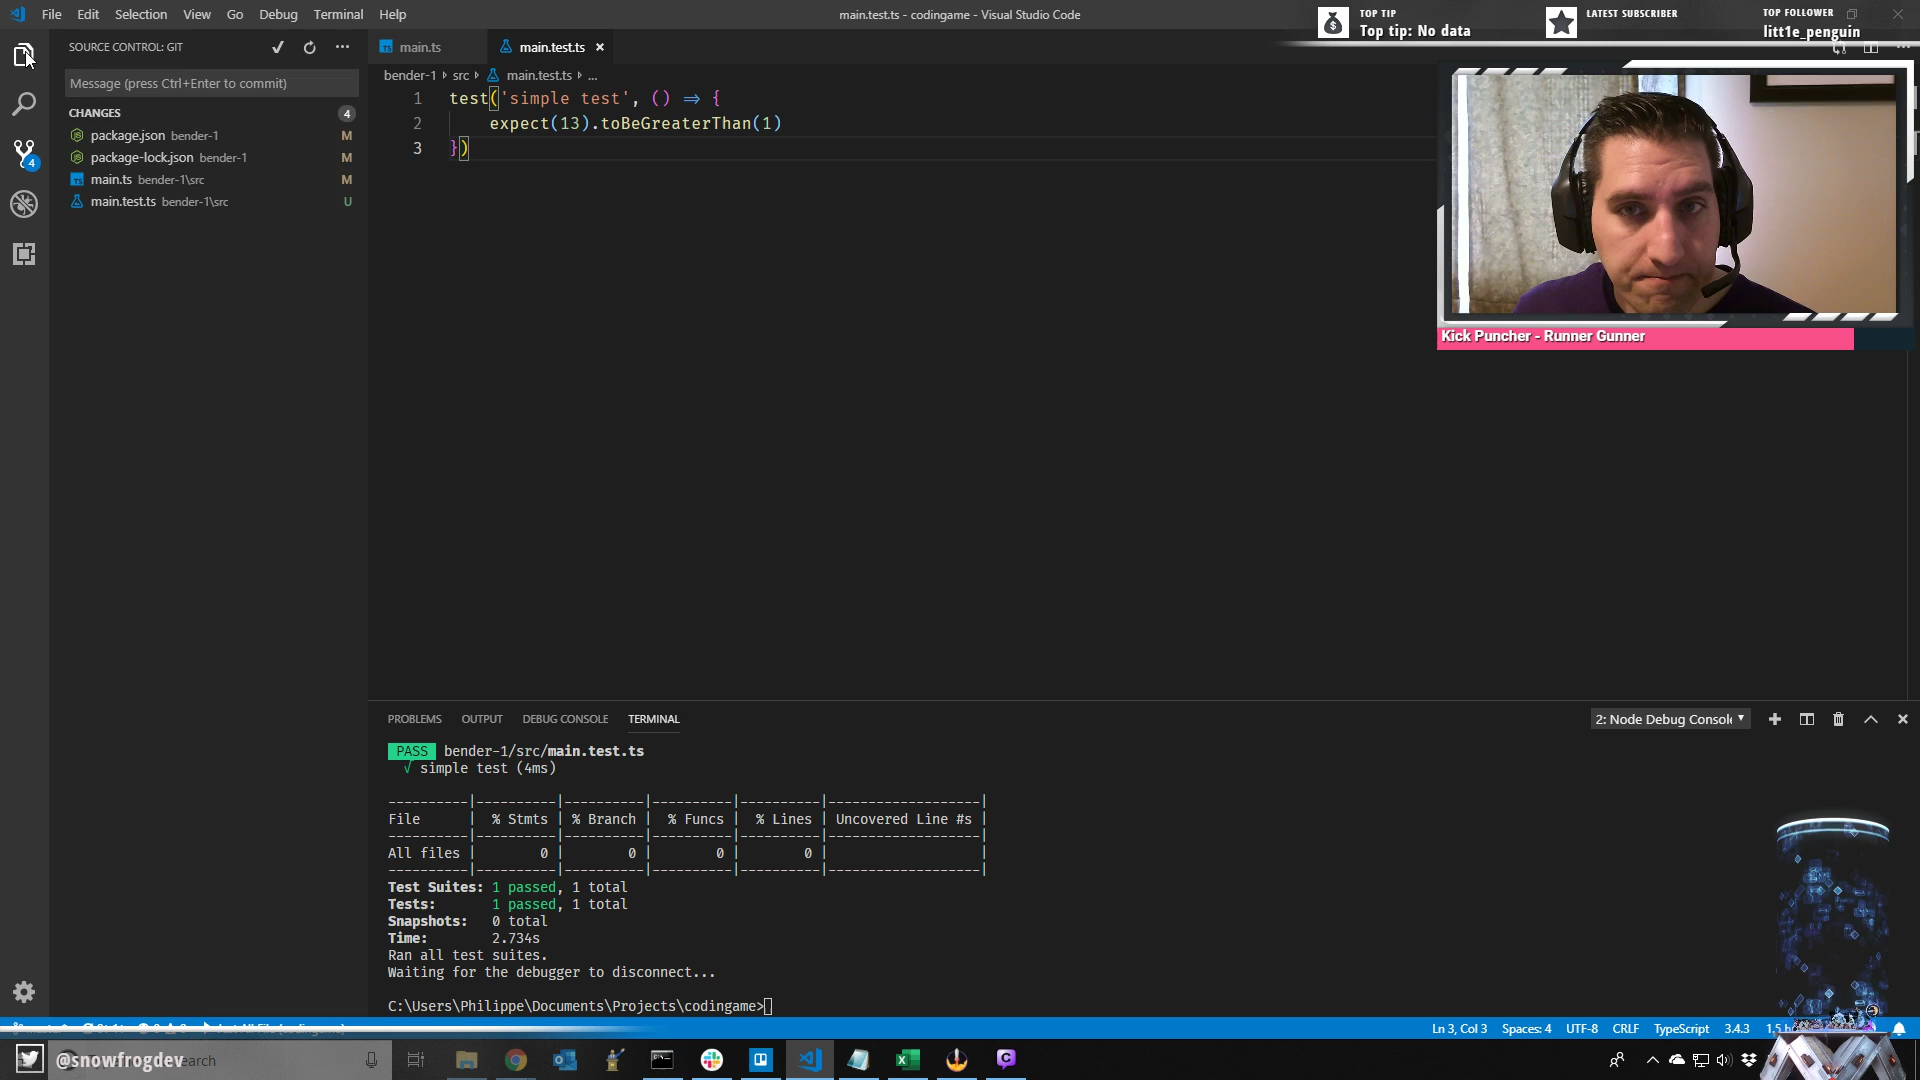 File Edit Selection View Go Debug Terminal Help
main.test.ts - codingame - Visual Studio Code
TOP TIP
Top tip: No data
LATEST SUBSCRIBER
TOP FOLLOWER
litt1e_penguin
SOURCE CONTROL: GIT
main.ts
main.test.ts
Message (press Ctrl+Enter to commit)
CHANGES 4
package.json bender-1 M
package-lock.json bender-1 M
main.ts bender-1\src M
main.test.ts bender-1\src U
4
bender-1 src main.test.ts ...
1 test('simple test', () => {
2 expect(13).toBeGreaterThan(1)
3 })
Kick Puncher - Runner Gunner
PROBLEMS OUTPUT DEBUG CONSOLE TERMINAL
2: Node Debug Console
PASS bender-1/src/main.test.ts
√ simple test (4ms)
----------|----------|----------|----------|----------|-------------------|
File | % Stmts | % Branch | % Funcs | % Lines | Uncovered Line #s |
----------|----------|----------|----------|----------|-------------------|
All files | 0 | 0 | 0 | 0 | |
----------|----------|----------|----------|----------|-------------------|
Test Suites: 1 passed, 1 total
Tests: 1 passed, 1 total
Snapshots: 0 total
Time: 2.734s
Ran all test suites.
Waiting for the debugger to disconnect...
C:\Users\Philippe\Documents\Projects\codingame>
Ln 3, Col 3 Spaces: 4 UTF-8 CRLF TypeScript 3.4.3
@snowfrogdev